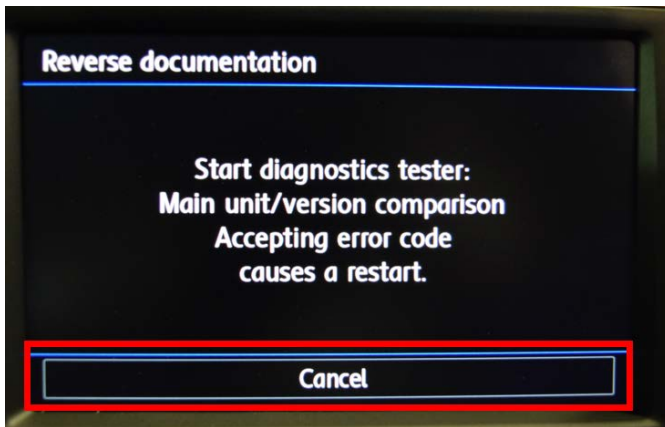 Reverse documentation
Start diagnostics tester:
Main unit/version comparison
Accepting error code
causes a restart.
Cancel